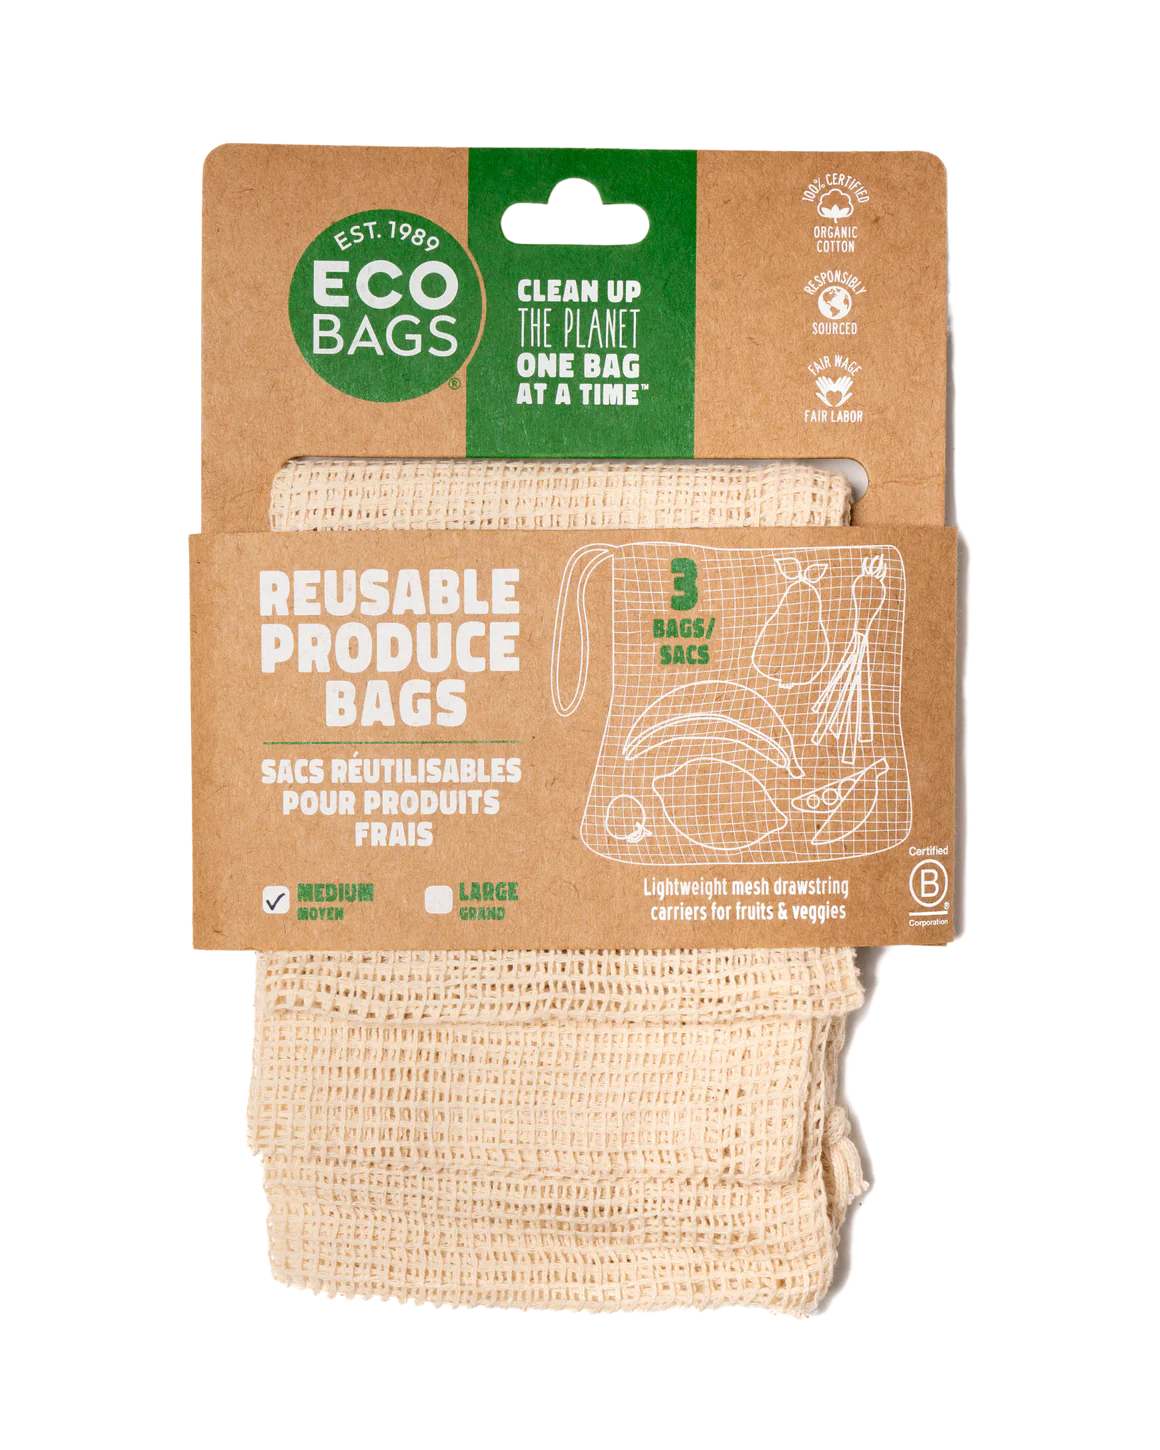 EST. 1989
ECO
BAGS
®
CLEAN UP
THE PLANET
ONE BAG
AT A TIME™
100% CERTIFIED
ORGANIC
COTTON
RESPONSIBLY
SOURCED
FAIR WAGE
FAIR LABOR
REUSABLE
PRODUCE
BAGS
SACS RÉUTILISABLES
POUR PRODUITS
FRAIS
MEDIUM
MOYEN
LARGE
GRAND
3
BAGS/
SACS
Lightweight mesh drawstring
carriers for fruits & veggies
Certified
B
®
Corporation